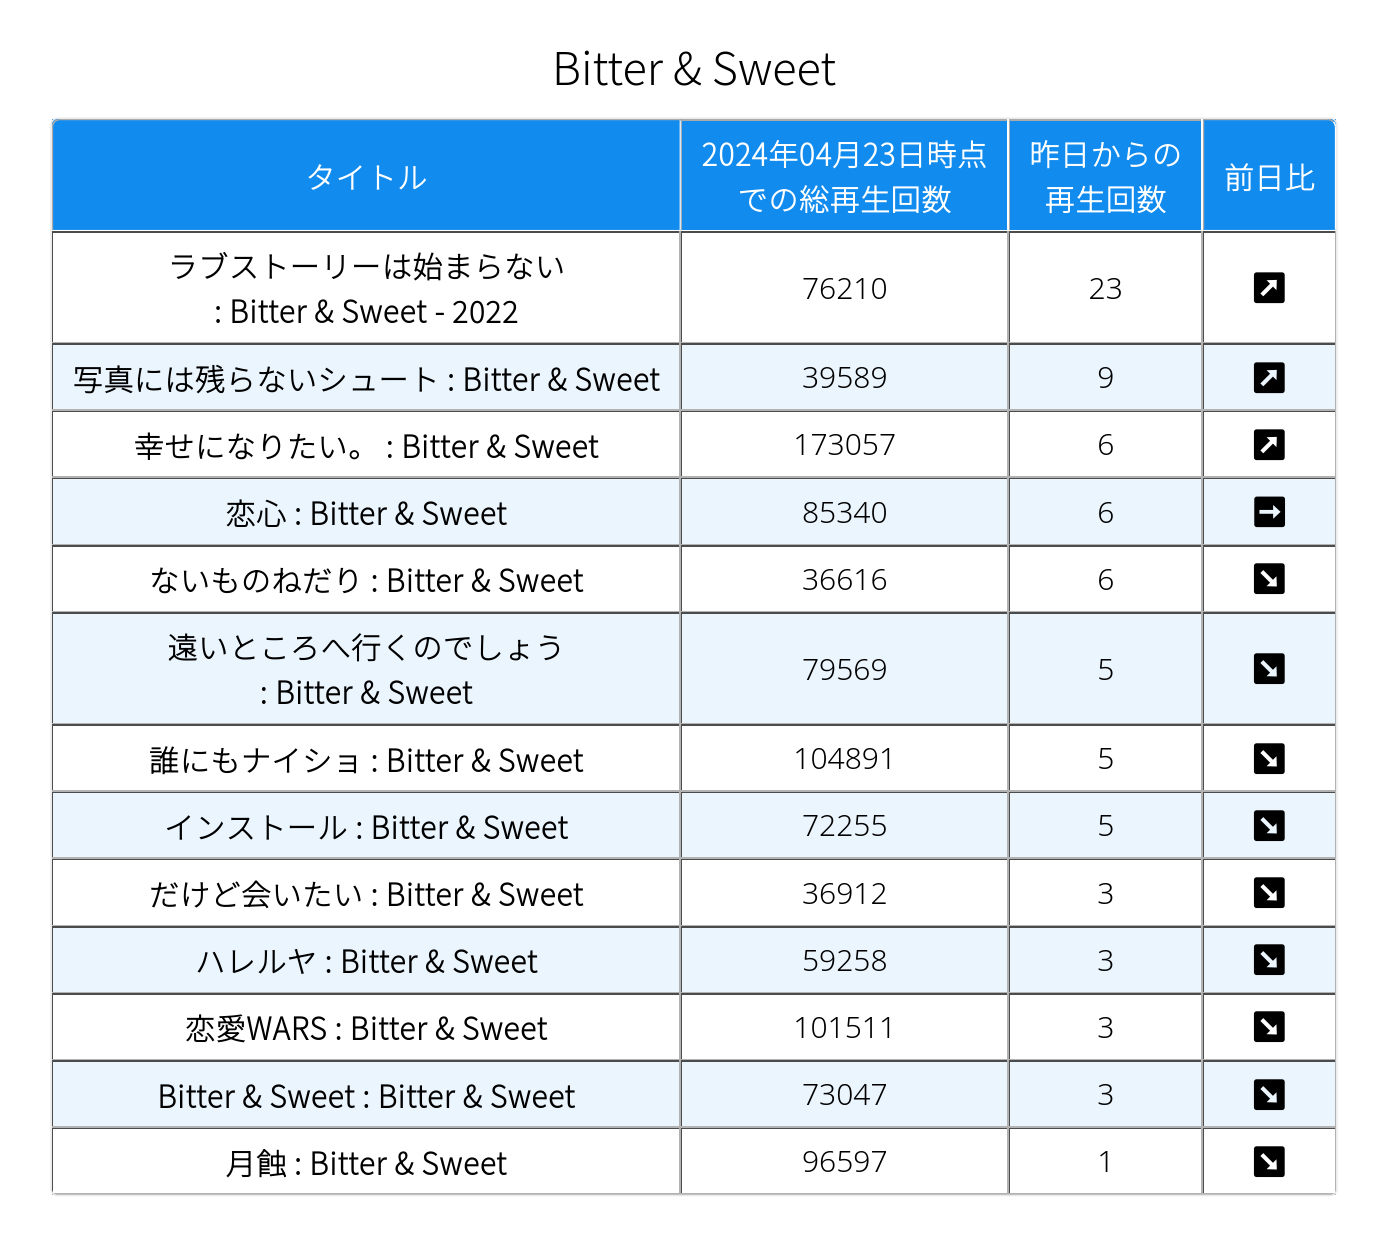 Bitter & Sweet
タイトル
2024年04月23日時点
での総再生回数
昨日からの
再生回数
前日比
ラブストーリーは始まらない
: Bitter & Sweet - 2022
76210
23
写真には残らないシュート : Bitter & Sweet
39589
9
幸せになりたい。 : Bitter & Sweet
173057
6
恋心 : Bitter & Sweet
85340
6
ないものねだり : Bitter & Sweet
36616
6
遠いところへ行くのでしょう
: Bitter & Sweet
79569
5
誰にもナイショ : Bitter & Sweet
104891
5
インストール : Bitter & Sweet
72255
5
だけど会いたい : Bitter & Sweet
36912
3
ハレルヤ : Bitter & Sweet
59258
3
恋愛WARS : Bitter & Sweet
101511
3
Bitter & Sweet : Bitter & Sweet
73047
3
月蝕 : Bitter & Sweet
96597
1